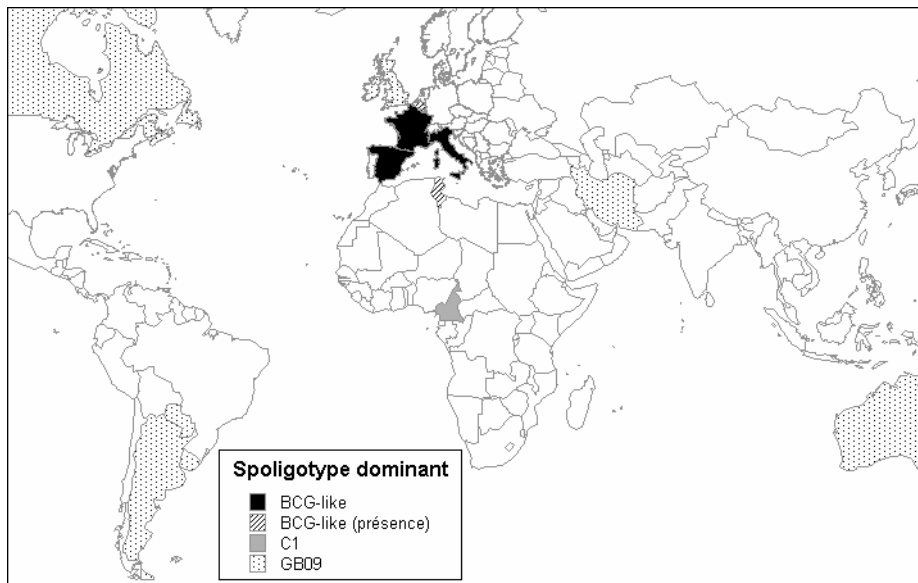 Spoligotype dominant
BCG-like
BCG-like (présence)
C1
GB09